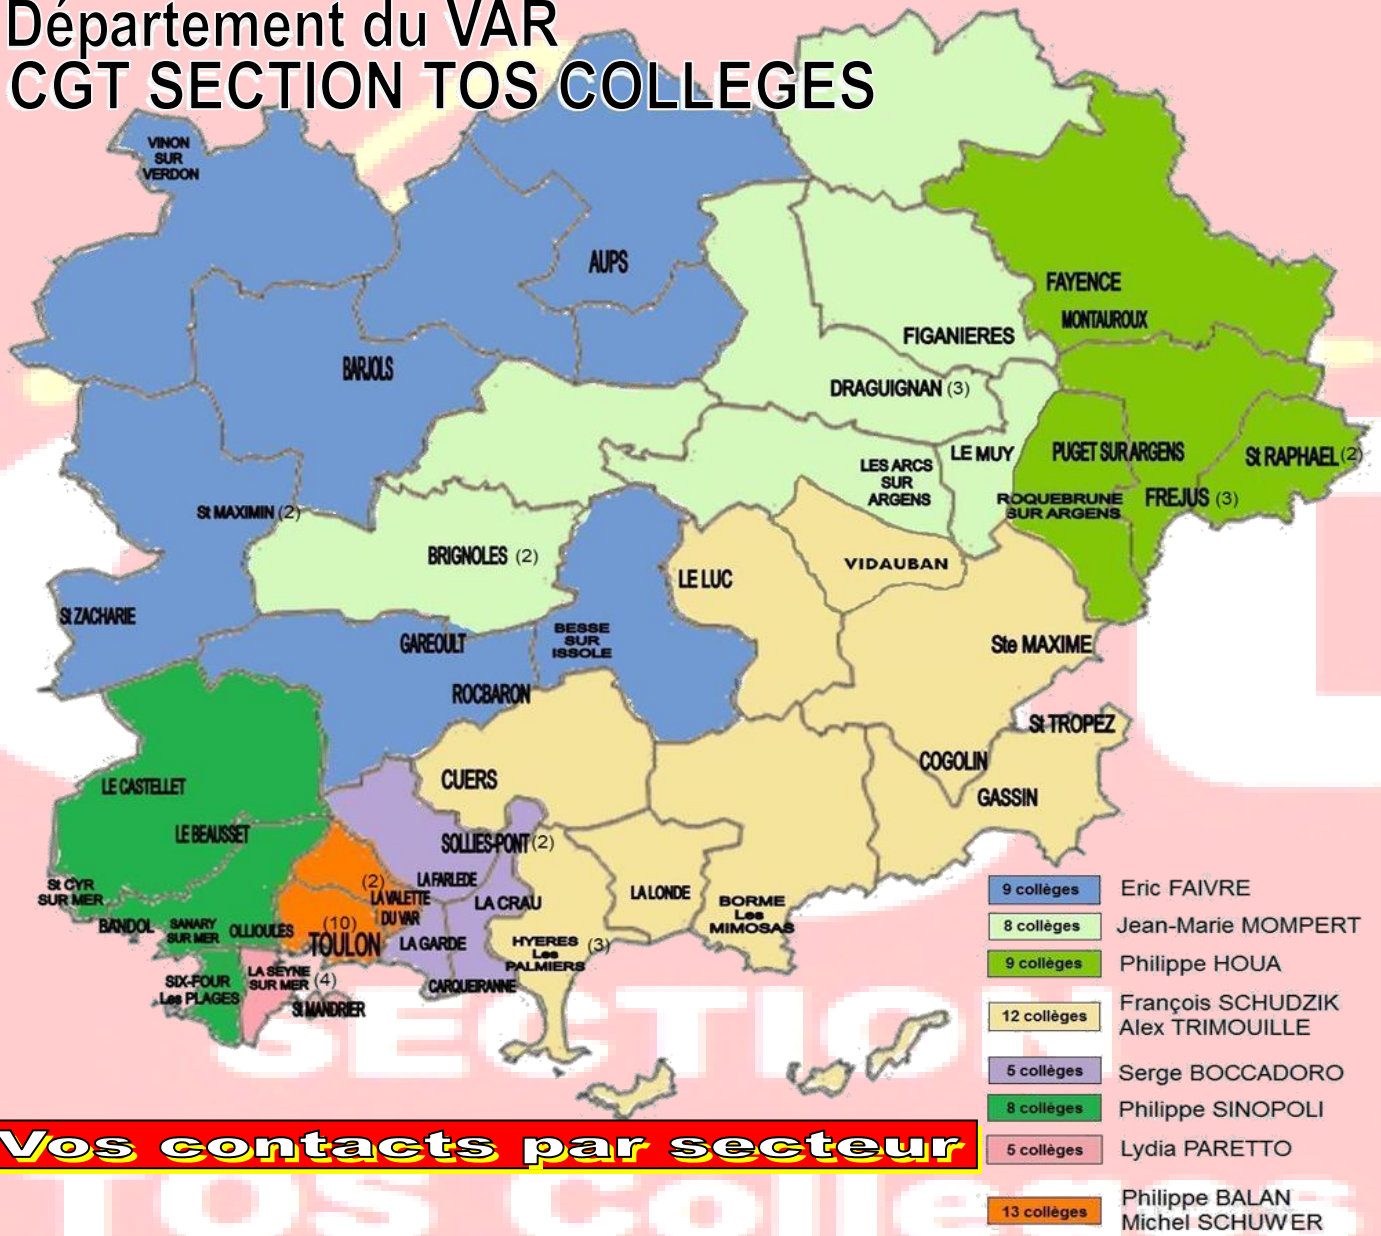 Département du VAR
CGT SECTION TOS COLLEGES
VINON
SUR
VERDON
AUPS
FAYENCE
MONTAUROUX
FIGANIERES
BARJOLS
DRAGUIGNAN (3)
LE MUY
PUGET SUR ARGENS
St RAPHAEL (2)
LES ARCS
SUR
ARGENS
ROQUEBRUNE
SUR ARGENS
FREJUS (3)
St MAXIMIN (2)
BRIGNOLES (2)
VIDAUBAN
LE LUC
St ZACHARIE
GAREOULT
BESSE
SUR
ISSOLE
Ste MAXIME
ROCBARON
St TROPEZ
COGOLIN
GASSIN
CUERS
LE CASTELLET
LE BEAUSSET
SOLLIES-PONT (2)
LA FARLEDE
(2)
LA VALETTE
DU VAR
LA CRAU
LA LONDE
BORME
Les
MIMOSAS
St CYR
SUR MER
BANDOL
SANARY
SUR MER
OLLIOULES
(10)
TOULON
LA GARDE
HYERES
Les
PALMIERS
(3)
CARQUEIRANNE
SIX-FOUR
Les PLAGES
LA SEYNE
SUR MER (4)
St MANDRIER
9 collèges Eric FAIVRE
8 collèges Jean-Marie MOMPERT
9 collèges Philippe HOUA
12 collèges François SCHUDZIK
Alex TRIMOUILLE
5 collèges Serge BOCCADORO
8 collèges Philippe SINOPOLI
5 collèges Lydia PARETTO
13 collèges Philippe BALAN
Michel SCHUWER
Vos contacts par secteur
SECTION
TOS Collèges